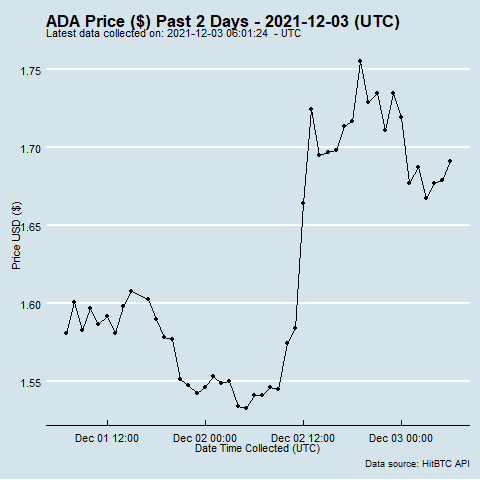 ADA Price ($) Past 2 Days - 2021-12-03 (UTC)
Latest data collected on: 2021-12-03 06:01:24  - UTC
1.75
1.70
1.65
1.60
1.55
Price USD ($)
Dec 01 12:00
Dec 02 00:00
Dec 02 12:00
Dec 03 00:00
Date Time Collected (UTC)
Data source: HitBTC API